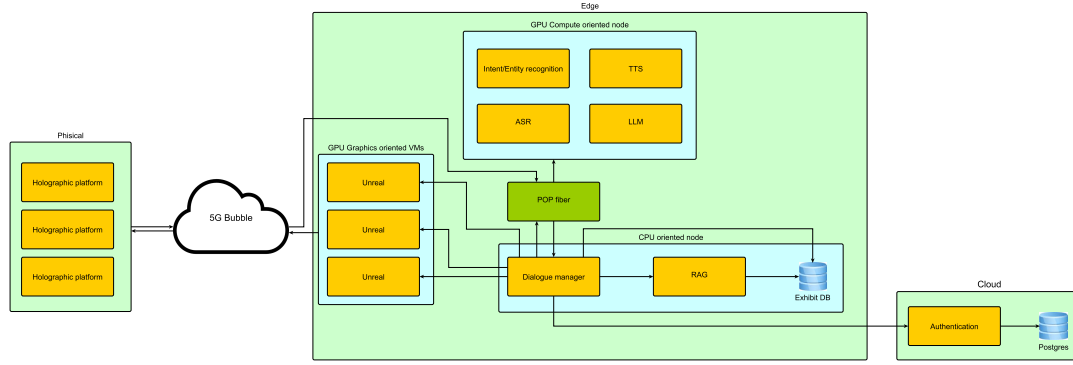 Edge
GPU Compute oriented node
Intent/Entity recognition
TTS
ASR
LLM
Phisical
Holographic platform
Holographic platform
Holographic platform
5G Bubble
GPU Graphics oriented VMs
Unreal
Unreal
Unreal
POP fiber
CPU oriented node
Dialogue manager
RAG
Exhibit DB
Cloud
Authentication
Postgres